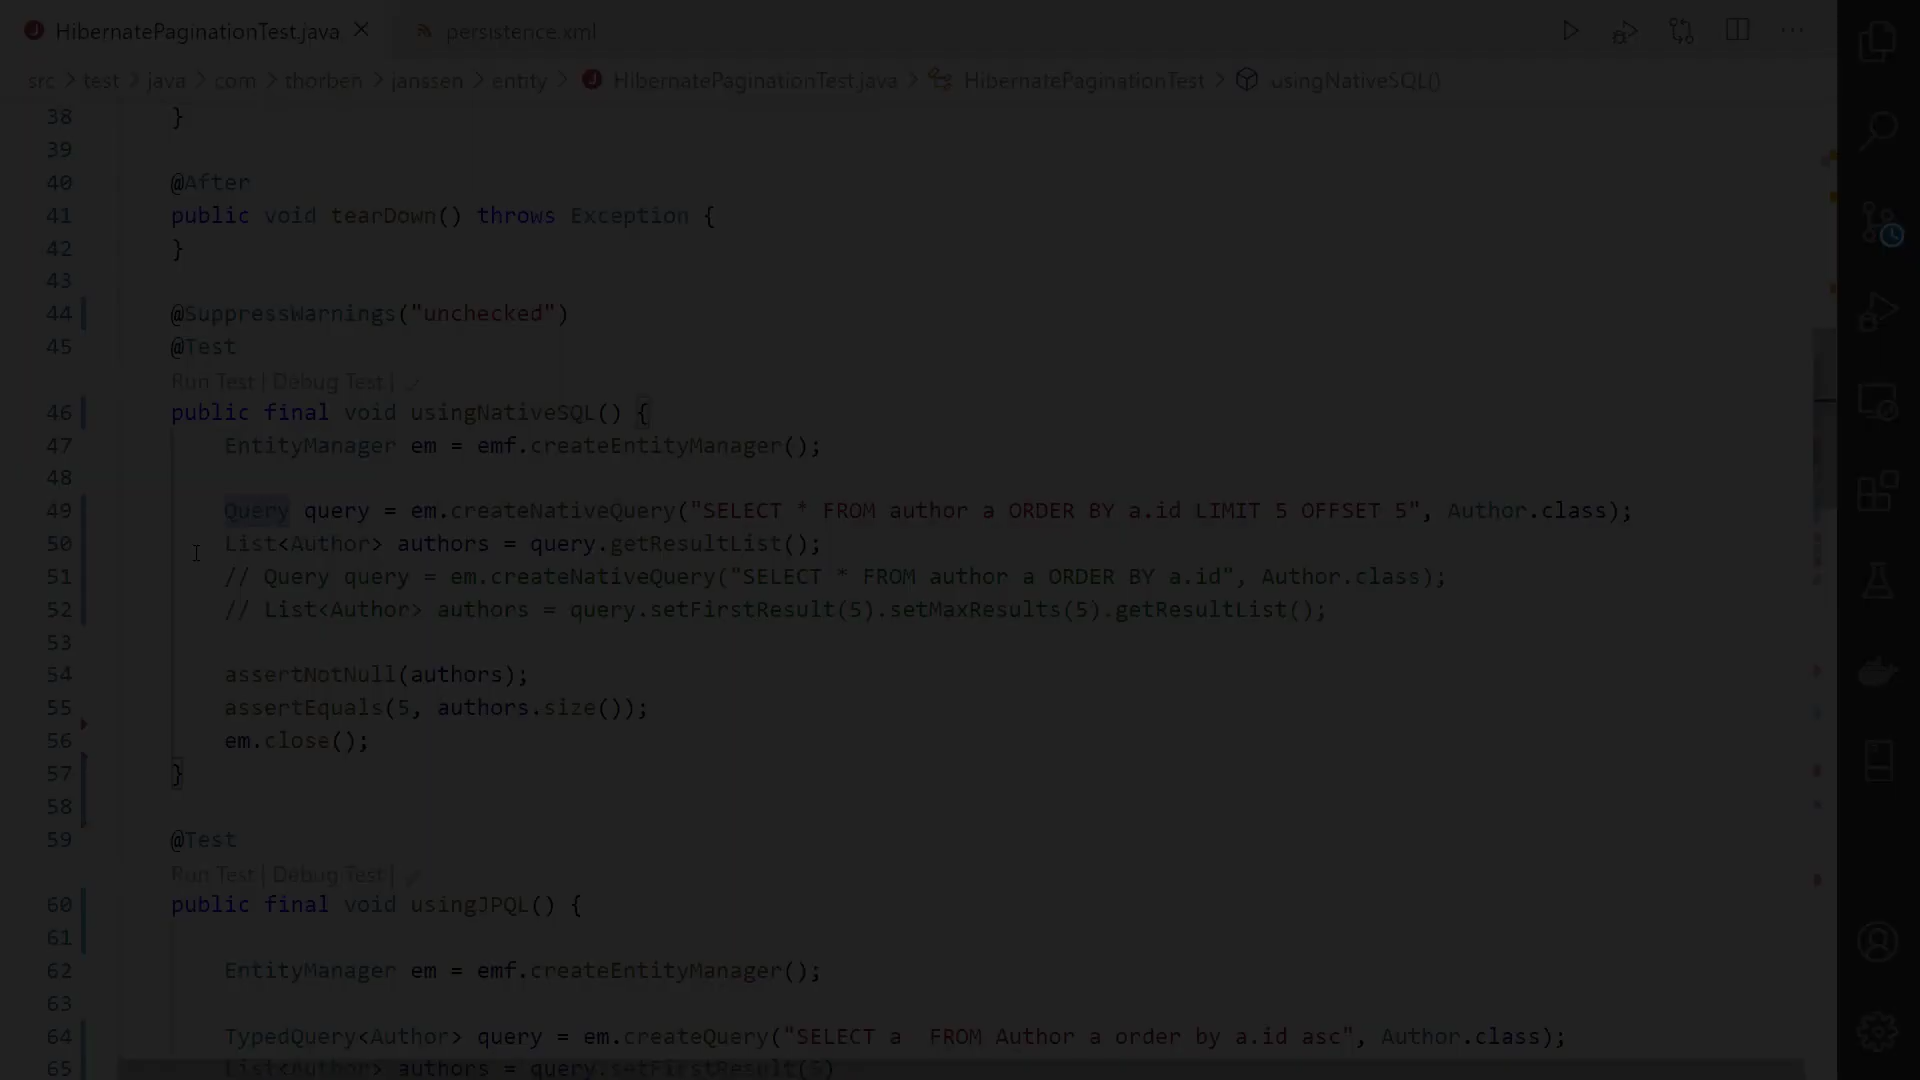 HibernatePaginationTest.java persistence.xml
src > test > java > com > thorben > janssen > entity > HibernatePaginationTest.java > HibernatePaginationTest > usingNativeSQL()
38 }
39
40 @After
41 public void tearDown() throws Exception {
42 }
43
44 @SuppressWarnings("unchecked")
45 @Test
Run Test | Debug Test |
46 public final void usingNativeSQL() {
47 EntityManager em = emf.createEntityManager();
48
49 Query query = em.createNativeQuery("SELECT * FROM author a ORDER BY a.id LIMIT 5 OFFSET 5", Author.class);
50 List<Author> authors = query.getResultList();
51 // Query query = em.createNativeQuery("SELECT * FROM author a ORDER BY a.id", Author.class);
52 // List<Author> authors = query.setFirstResult(5).setMaxResults(5).getResultList();
53
54 assertNotNull(authors);
55 assertEquals(5, authors.size());
56 em.close();
57 }
58
59 @Test
Run Test | Debug Test |
60 public final void usingJPQL() {
61
62 EntityManager em = emf.createEntityManager();
63
64 TypedQuery<Author> query = em.createQuery("SELECT a  FROM Author a order by a.id asc", Author.class);
65 List<Author> authors = query.setFirstResult(5)